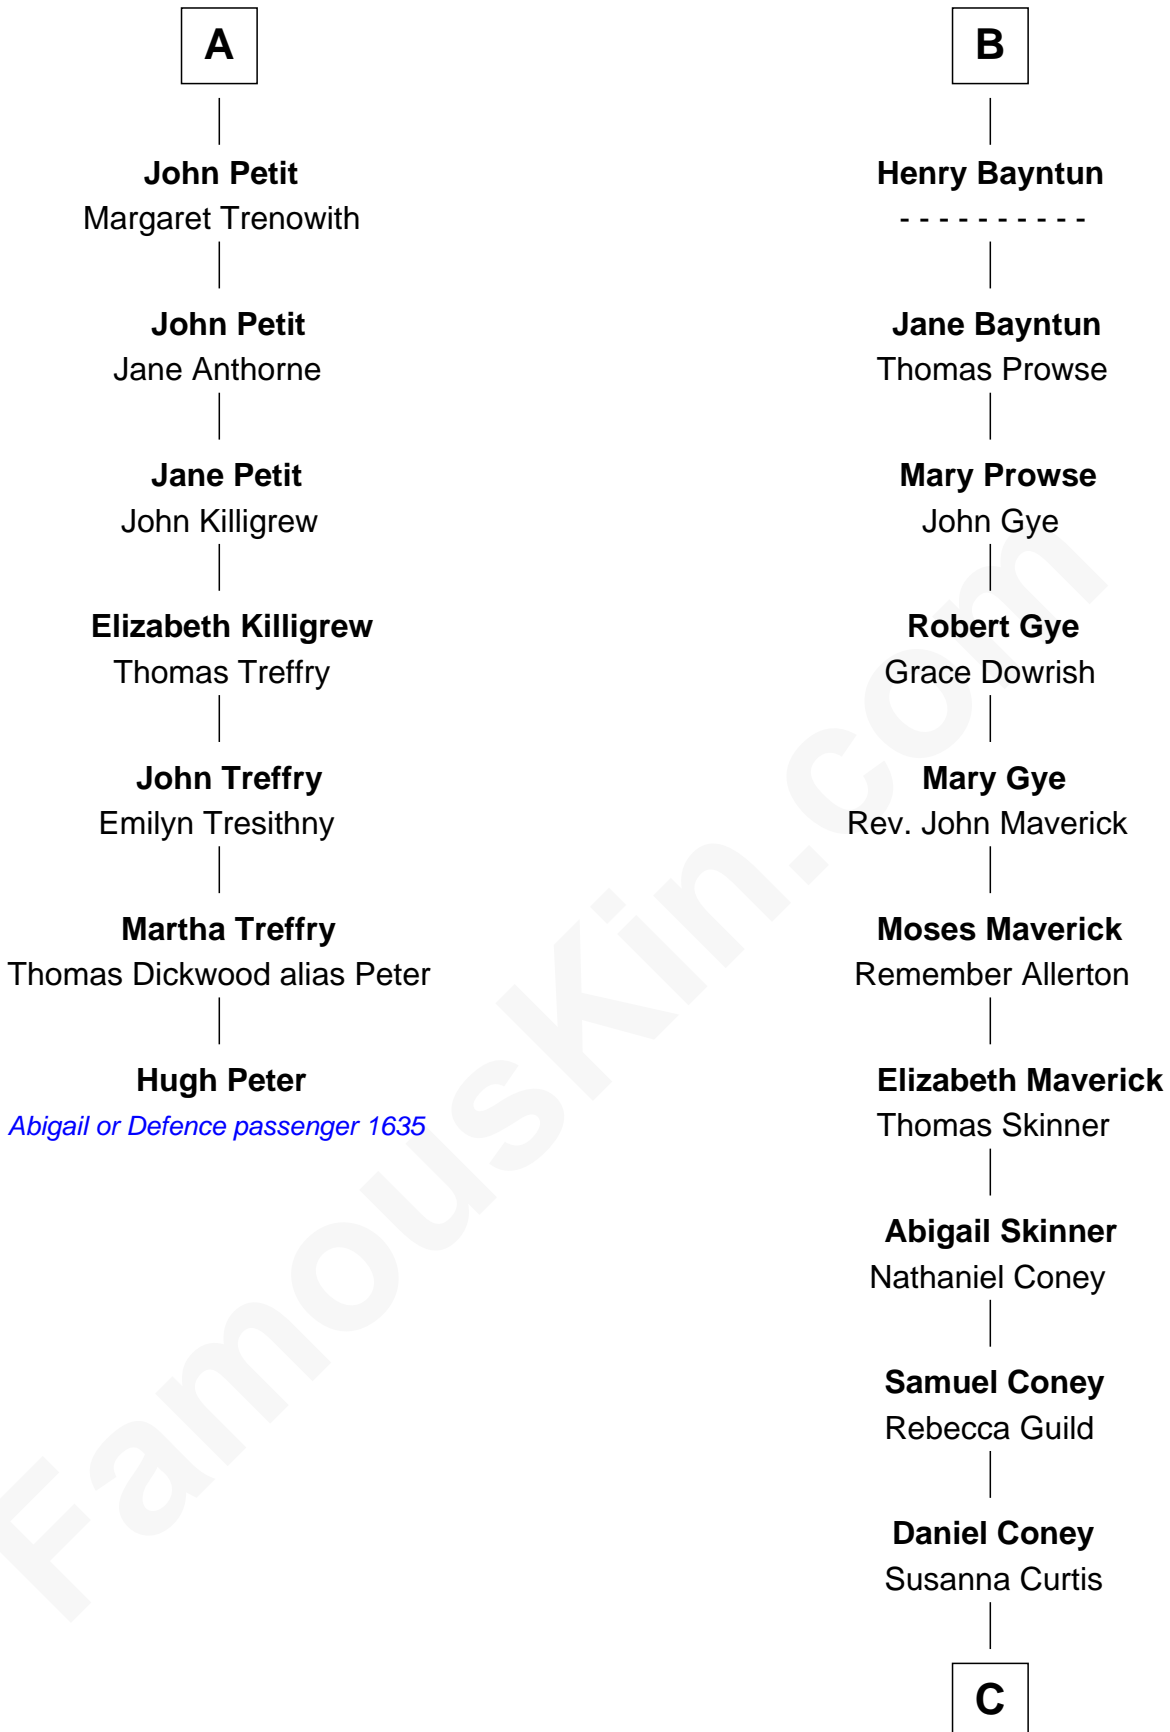 A
John Petit
Margaret Trenowith
John Petit
Jane Anthorne
Jane Petit
John Killigrew
Elizabeth Killigrew
Thomas Treffry
John Treffry
Emilyn Tresithny
Martha Treffry
Thomas Dickwood alias Peter
Hugh Peter
Abigail or Defence passenger 1635
B
Henry Bayntun
- - - - - - - - - -
Jane Bayntun
Thomas Prowse
Mary Prowse
John Gye
Robert Gye
Grace Dowrish
Mary Gye
Rev. John Maverick
Moses Maverick
Remember Allerton
Elizabeth Maverick
Thomas Skinner
Abigail Skinner
Nathaniel Coney
Samuel Coney
Rebecca Guild
Daniel Coney
Susanna Curtis
C
FamousKin.com